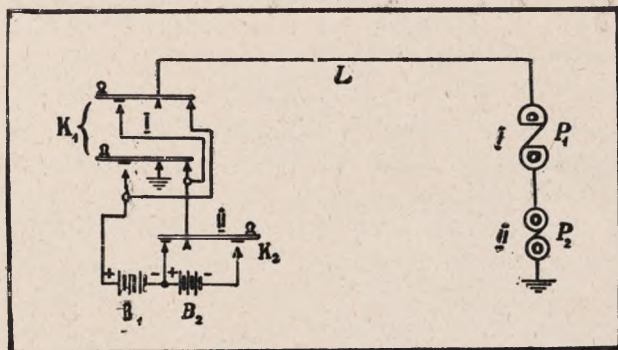 L
K₁ { I
I P₁
II K₂
II P₂
+ - + -
B₁ B₂